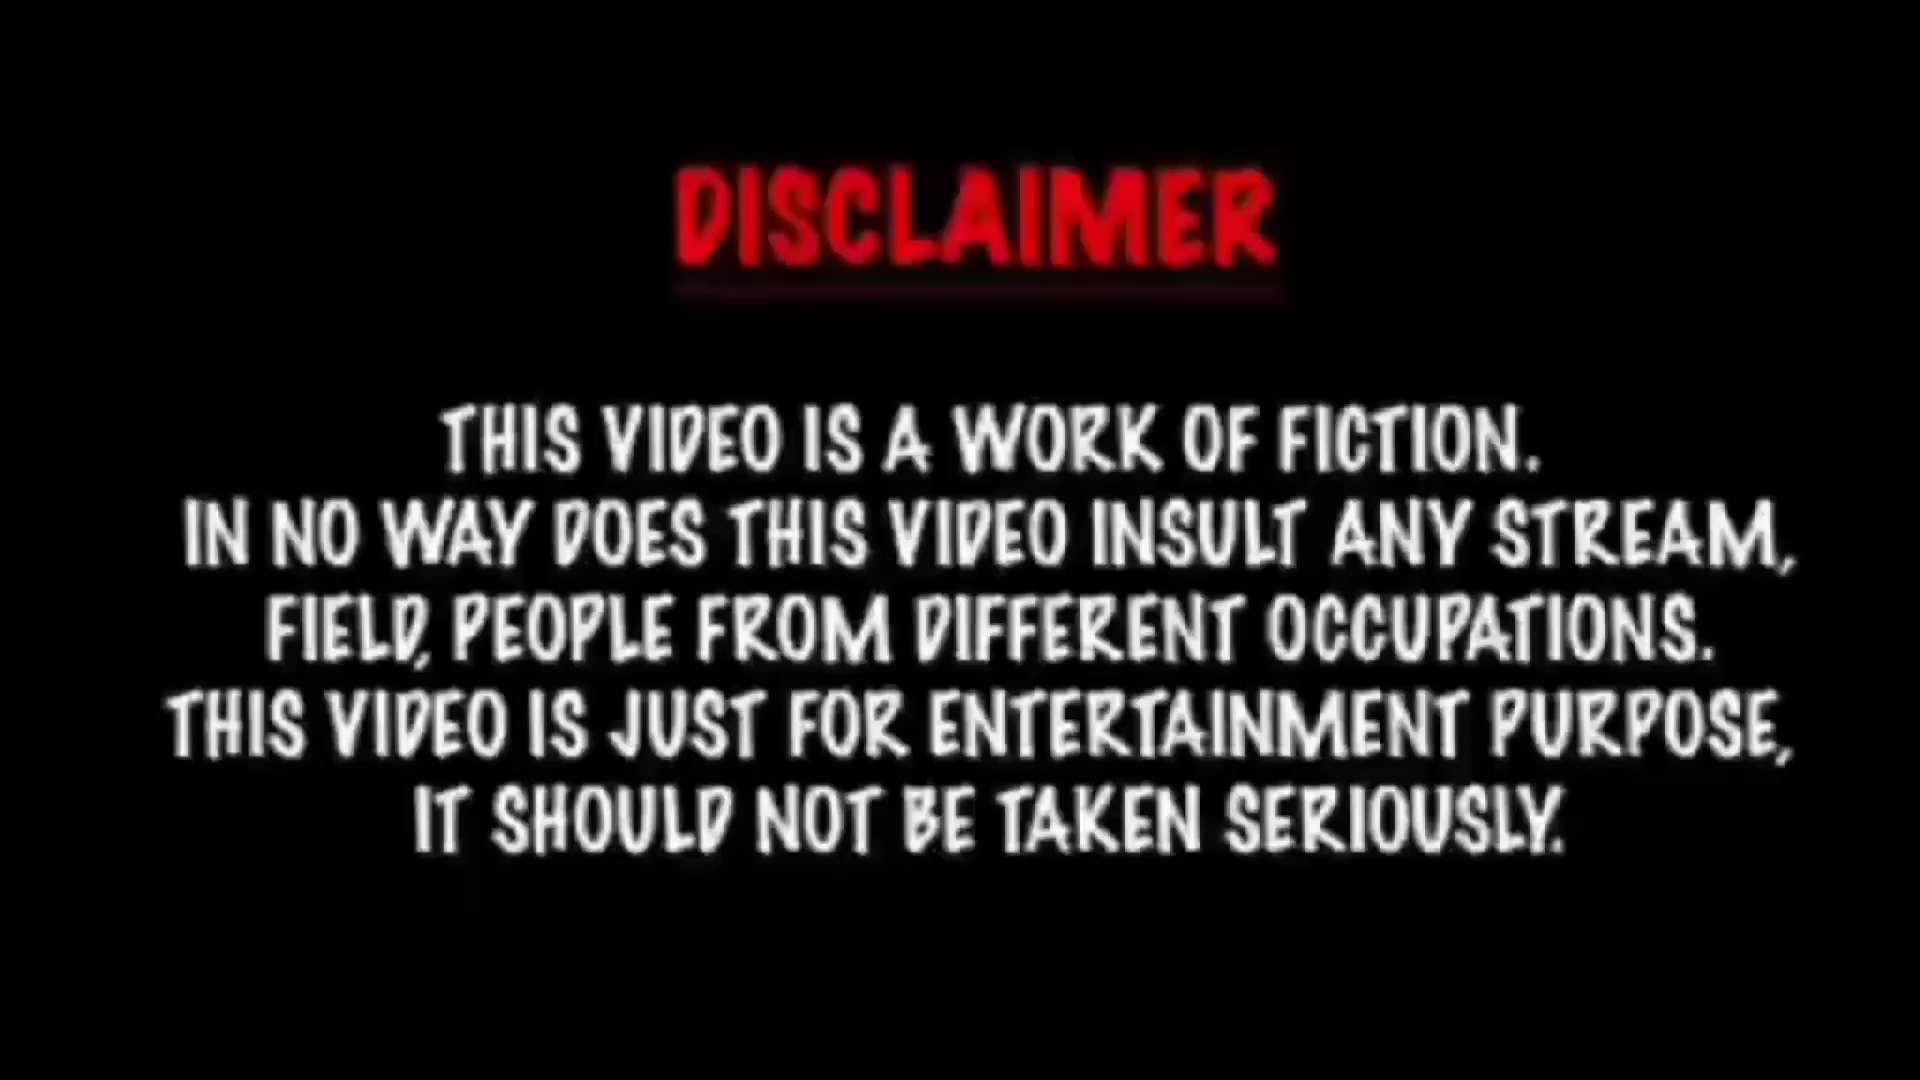 DISCLAIMER
THIS VIDEO IS A WORK OF FICTION.
IN NO WAY DOES THIS VIDEO INSULT ANY STREAM,
FIELD, PEOPLE FROM DIFFERENT OCCUPATIONS.
THIS VIDEO IS JUST FOR ENTERTAINMENT PURPOSE,
IT SHOULD NOT BE TAKEN SERIOUSLY.